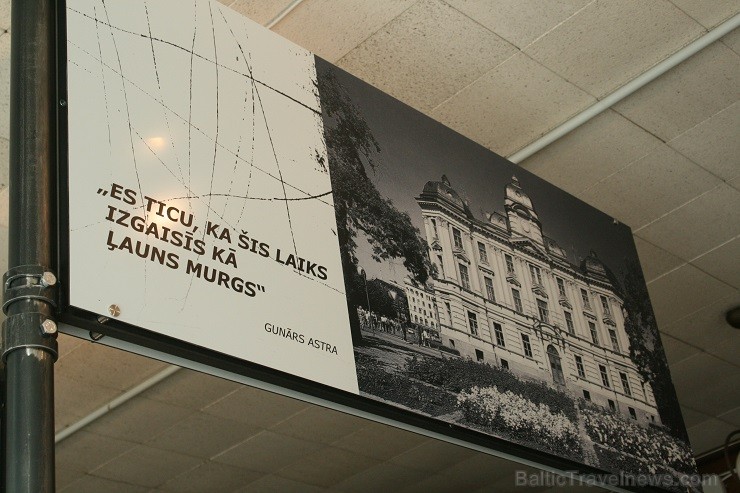 „ES TICU, KA ŠIS LAIKS
IZGAISĪS KĀ
ĻAUNS MURGS"
GUNĀRS ASTRA
BalticTravelnews.com